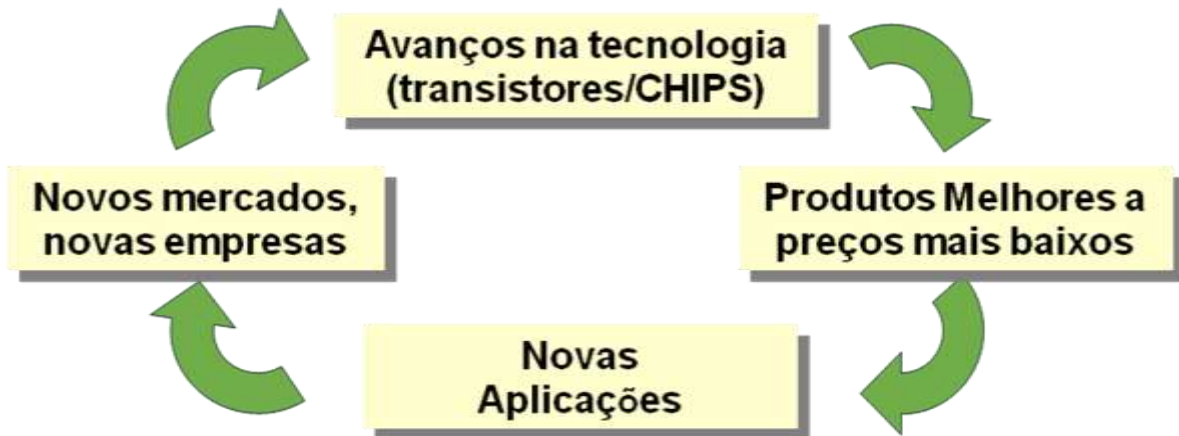 Avanços na tecnologia
(transistores/CHIPS)
Novos mercados,
novas empresas
Produtos Melhores a
preços mais baixos
Novas
Aplicações